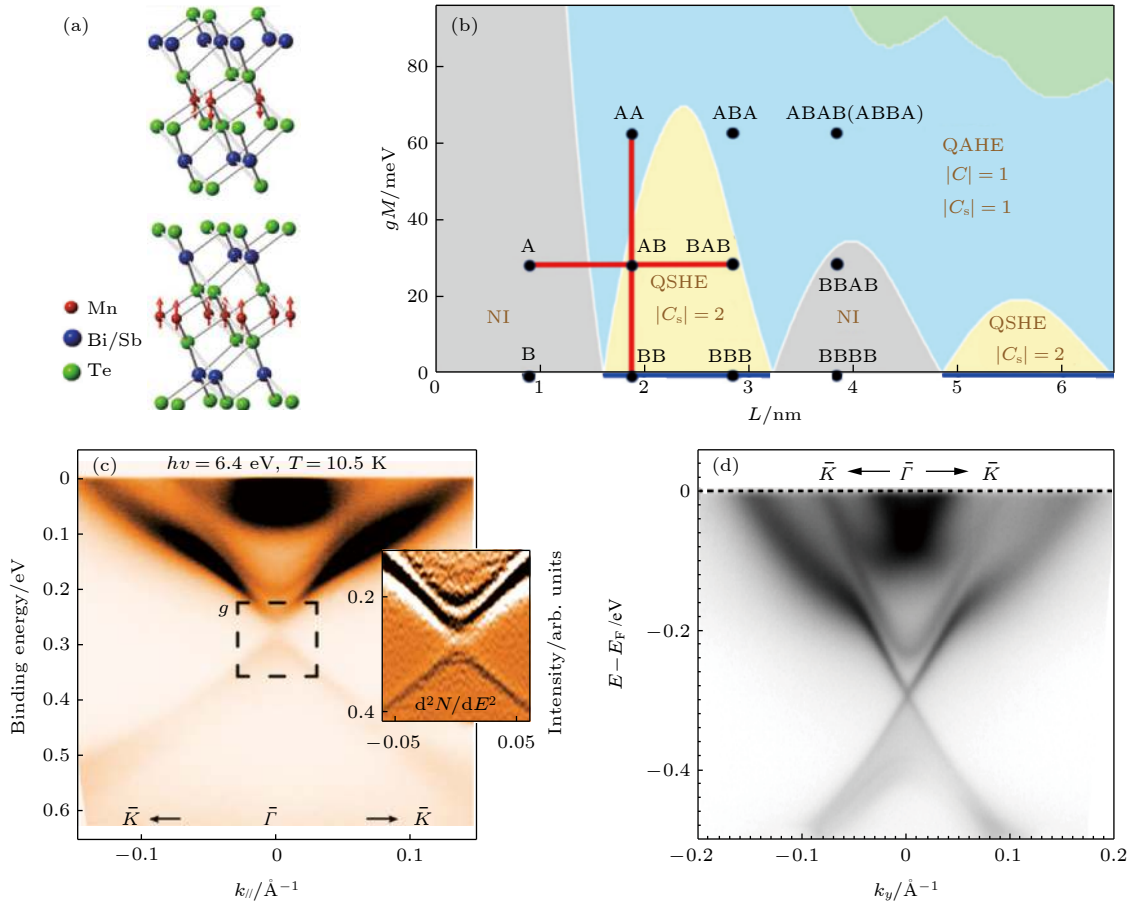 (a)
Mn
Bi/Sb
Te
(b)
gM/meV
80
60
40
20
0
AA
ABA
ABAB(ABBA)
QAHE
|C| = 1
|Cₛ| = 1
A
AB
BAB
QSHE
|Cₛ| = 2
BBAB
NI
NI
QSHE
|Cₛ| = 2
B
BB
BBB
BBBB
0 1 2 3 4 5 6
L/nm
(c)
hν = 6.4 eV, T = 10.5 K
Binding energy/eV
0
0.1
0.2
0.3
0.4
0.5
0.6
g
0.2
0.4
d²N/dE²
−0.05 0.05
Intensity/arb. units
K̄ Γ̄ K̄
−0.1 0 0.1
k∥/Å⁻¹
(d)
K̄ Γ̄ K̄
E−E_F/eV
0
−0.2
−0.4
−0.2 −0.1 0 0.1 0.2
k_y/Å⁻¹